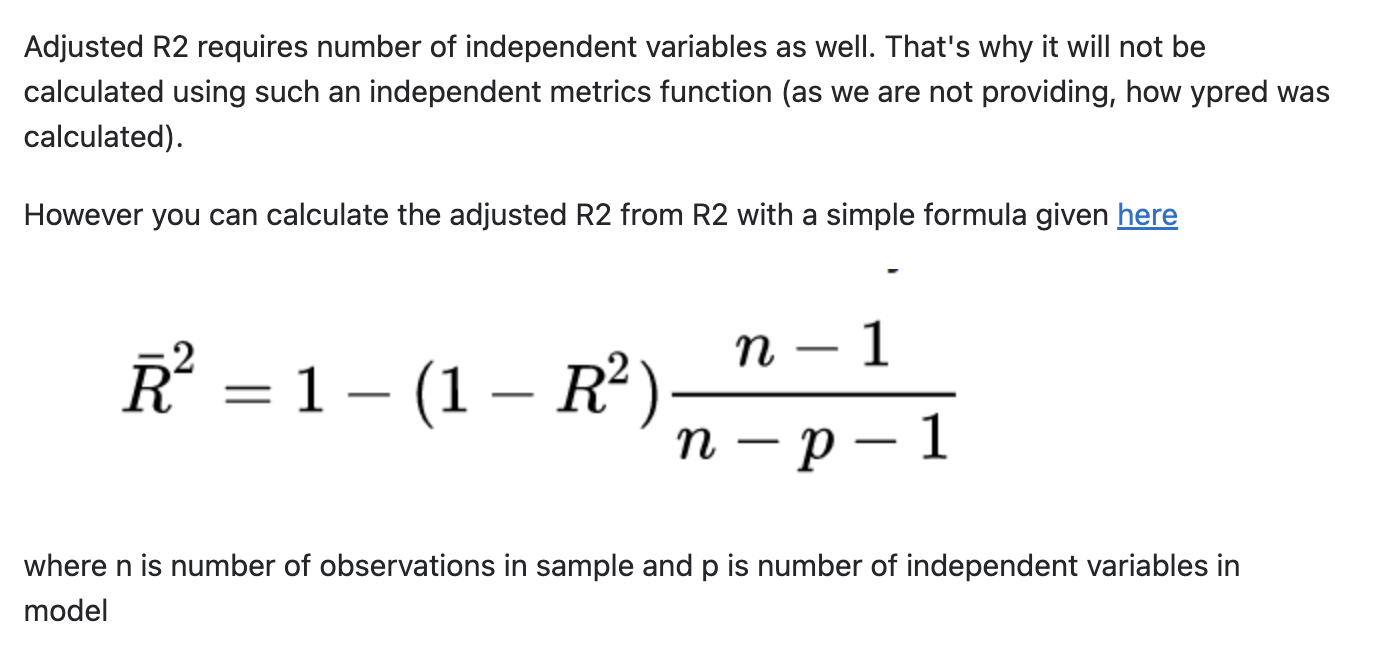 Adjusted R2 requires number of independent variables as well. That's why it will not be
calculated using such an independent metrics function (as we are not providing, how ypred was
calculated).
However you can calculate the adjusted R2 from R2 with a simple formula given here
R̄² = 1 − (1 − R²) (n − 1)/(n − p − 1)
where n is number of observations in sample and p is number of independent variables in
model